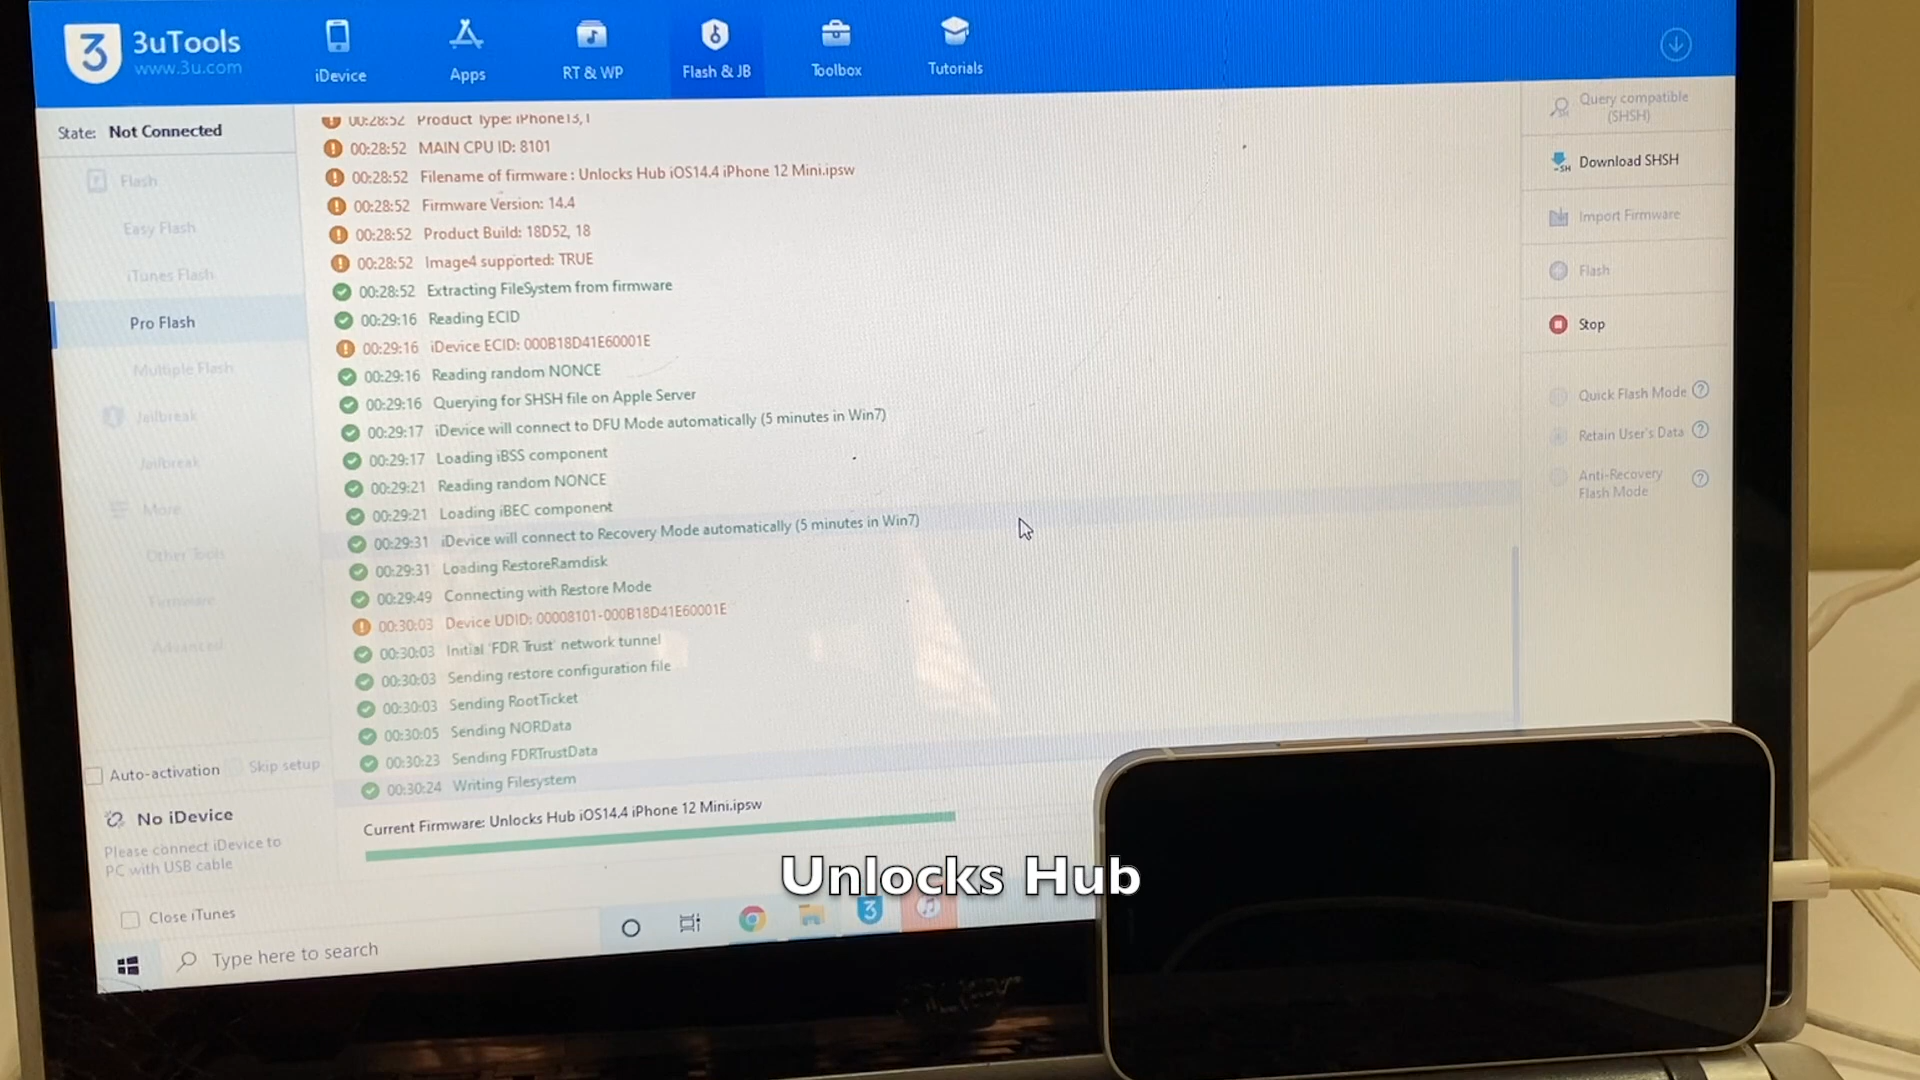 3uTools
www.3u.com
iDevice
Apps
RT & WP
Flash & JB
Toolbox
Tutorials
State: Not Connected
Flash
Easy Flash
iTunes Flash
Pro Flash
Multiple Flash
Jailbreak
Jailbreak
More
Other Tools
Firmware
Advanced
Auto-activation
Skip setup
No iDevice
Please connect iDevice to
PC with USB cable
Close iTunes
00:28:52 Product Type: iPhone13,1
00:28:52 MAIN CPU ID: 8101
00:28:52 Filename of firmware : Unlocks Hub iOS14.4 iPhone 12 Mini.ipsw
00:28:52 Firmware Version: 14.4
00:28:52 Product Build: 18D52, 18
00:28:52 Image4 supported: TRUE
00:28:52 Extracting FileSystem from firmware
00:29:16 Reading ECID
00:29:16 iDevice ECID: 000B18D41E60001E
00:29:16 Reading random NONCE
00:29:16 Querying for SHSH file on Apple Server
00:29:17 iDevice will connect to DFU Mode automatically (5 minutes in Win7)
00:29:17 Loading iBSS component
00:29:21 Reading random NONCE
00:29:21 Loading iBEC component
00:29:31 iDevice will connect to Recovery Mode automatically (5 minutes in Win7)
00:29:31 Loading RestoreRamdisk
00:29:49 Connecting with Restore Mode
00:30:03 Device UDID: 00008101-000B18D41E60001E
00:30:03 Initial 'FDR Trust' network tunnel
00:30:03 Sending restore configuration file
00:30:03 Sending RootTicket
00:30:05 Sending NORData
00:30:23 Sending FDRTrustData
00:30:24 Writing Filesystem
Current Firmware: Unlocks Hub iOS14.4 iPhone 12 Mini.ipsw
Query compatible
(SHSH)
Download SHSH
Import Firmware
Flash
Stop
Quick Flash Mode
Retain User's Data
Anti-Recovery
Flash Mode
Unlocks Hub
Type here to search